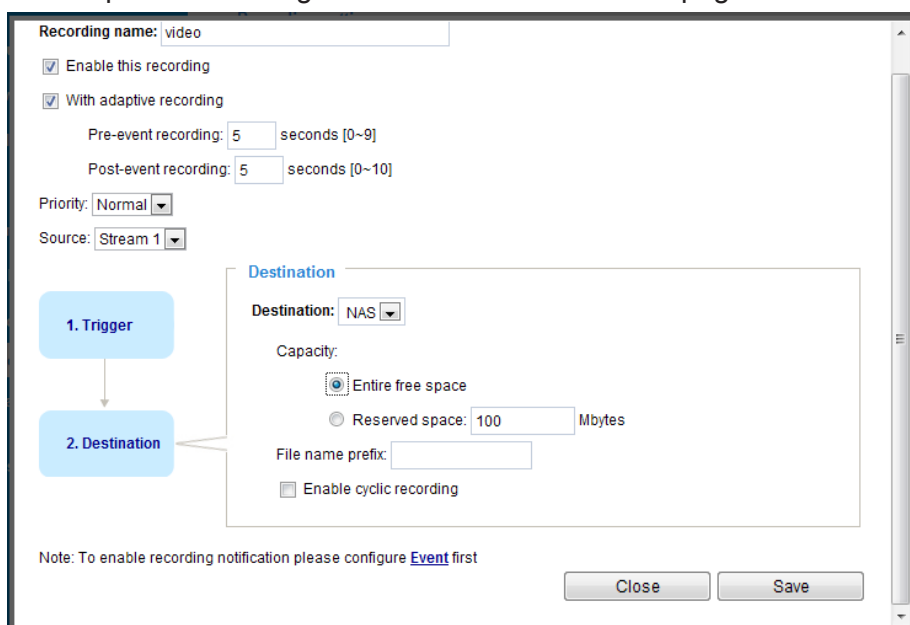 Recording name: video
Enable this recording
With adaptive recording
Pre-event recording: 5 seconds [0~9]
Post-event recording: 5 seconds [0~10]
Priority: Normal
Source: Stream 1
Destination
1. Trigger
Destination: NAS
Capacity:
Entire free space
Reserved space: 100 Mbytes
2. Destination
File name prefix:
Enable cyclic recording
Note: To enable recording notification please configure Event first
Close Save